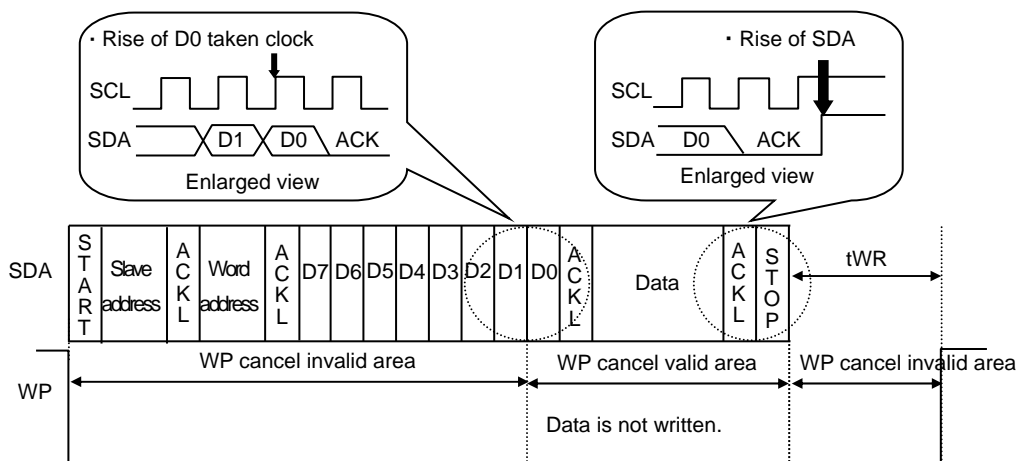 ・Rise of D0 taken clock
SCL
SDA
D1
D0
ACK
Enlarged view
・Rise of SDA
SCL
SDA
D0
ACK
Enlarged view
SDA
START
Slave address
ACKL
Word address
ACKL
D7
D6
D5
D4
D3
D2
D1
D0
ACKL
Data
ACKL
STOP
tWR
WP cancel invalid area
WP cancel valid area
WP cancel invalid area
WP
Data is not written.